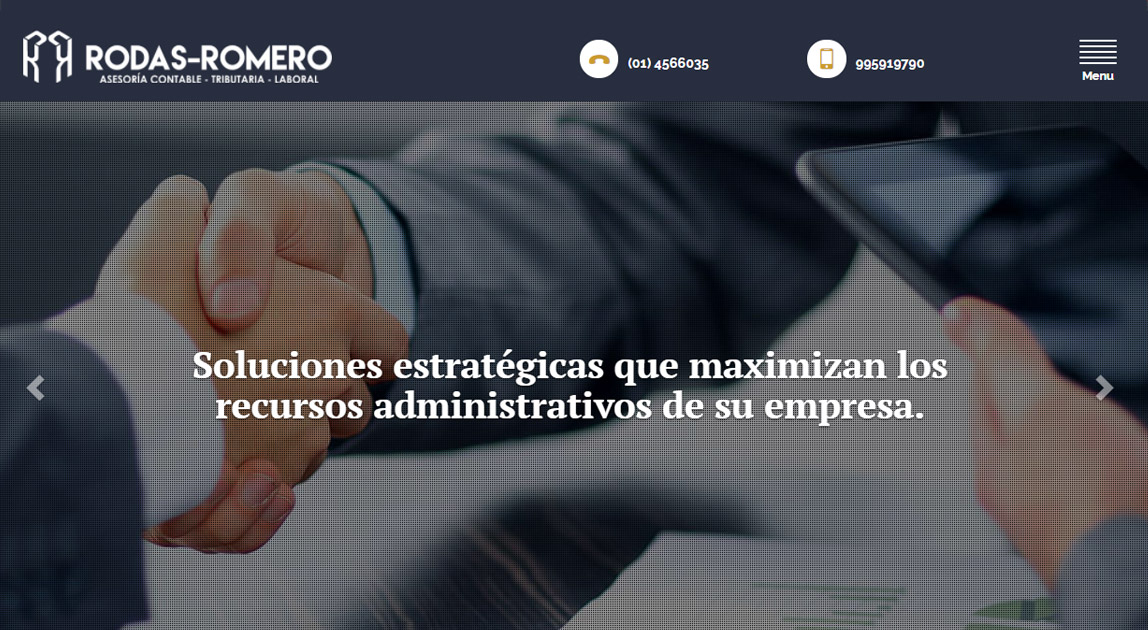 RODAS-ROMERO
ASESORÍA CONTABLE - TRIBUTARIA - LABORAL
(01) 4566035
995919790
Menu
Soluciones estratégicas que maximizan los
recursos administrativos de su empresa.